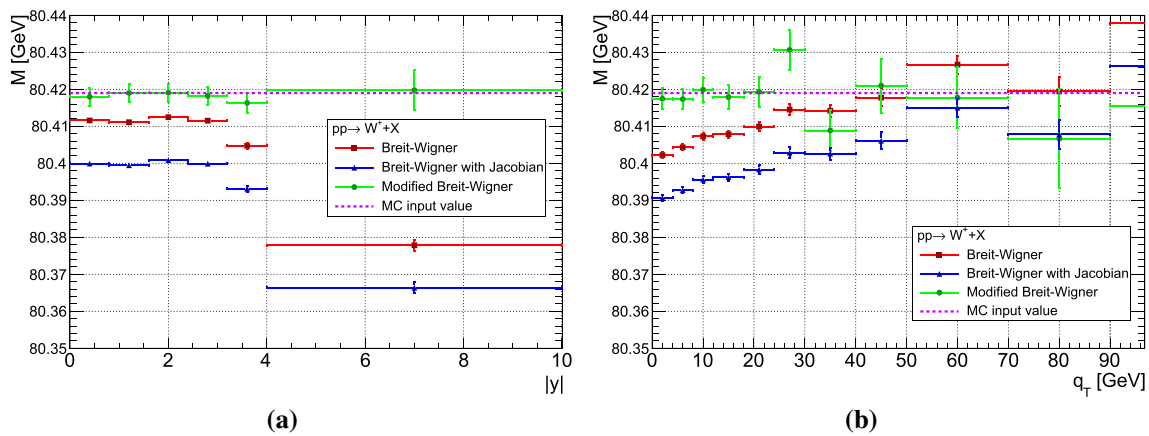 M [GeV]
80.44
80.43
80.42
80.41
80.4
80.39
80.38
80.37
80.36
80.35
pp→ W⁺+X
Breit-Wigner
Breit-Wigner with Jacobian
Modified Breit-Wigner
MC input value
0 2 4 6 8 10
|y|
(a)
M [GeV]
80.44
80.43
80.42
80.41
80.4
80.39
80.38
80.37
80.36
80.35
pp→ W⁺+X
Breit-Wigner
Breit-Wigner with Jacobian
Modified Breit-Wigner
MC input value
0 10 20 30 40 50 60 70 80 90
q_T [GeV]
(b)